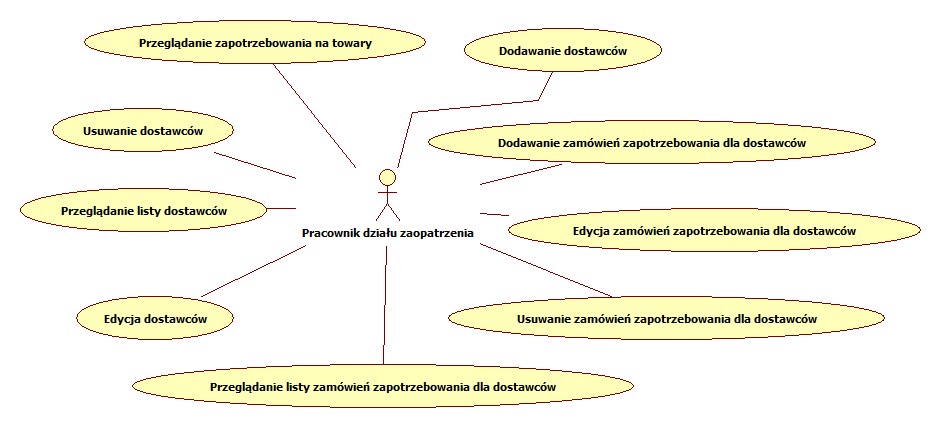 Przeglądanie zapotrzebowania na towary
Dodawanie dostawców
Usuwanie dostawców
Dodawanie zamówień zapotrzebowania dla dostawców
Przeglądanie listy dostawców
Pracownik działu zaopatrzenia
Edycja zamówień zapotrzebowania dla dostawców
Edycja dostawców
Usuwanie zamówień zapotrzebowania dla dostawców
Przeglądanie listy zamówień zapotrzebowania dla dostawców